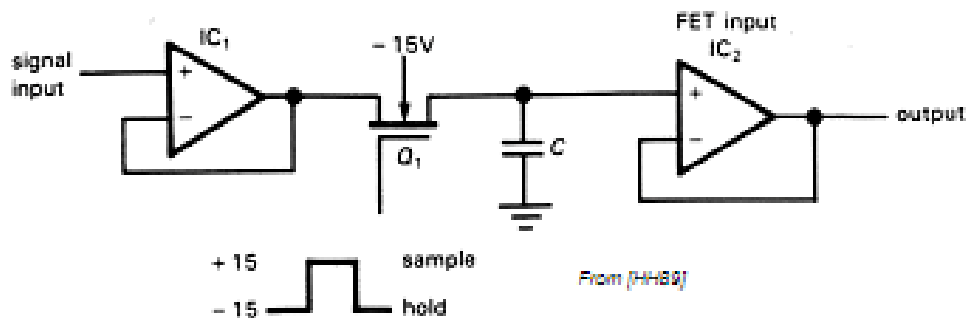 signal
input
IC1
+
−
− 15V
Q1
C
FET input
IC2
+
−
output
+ 15
sample
− 15
hold
From [HH89]